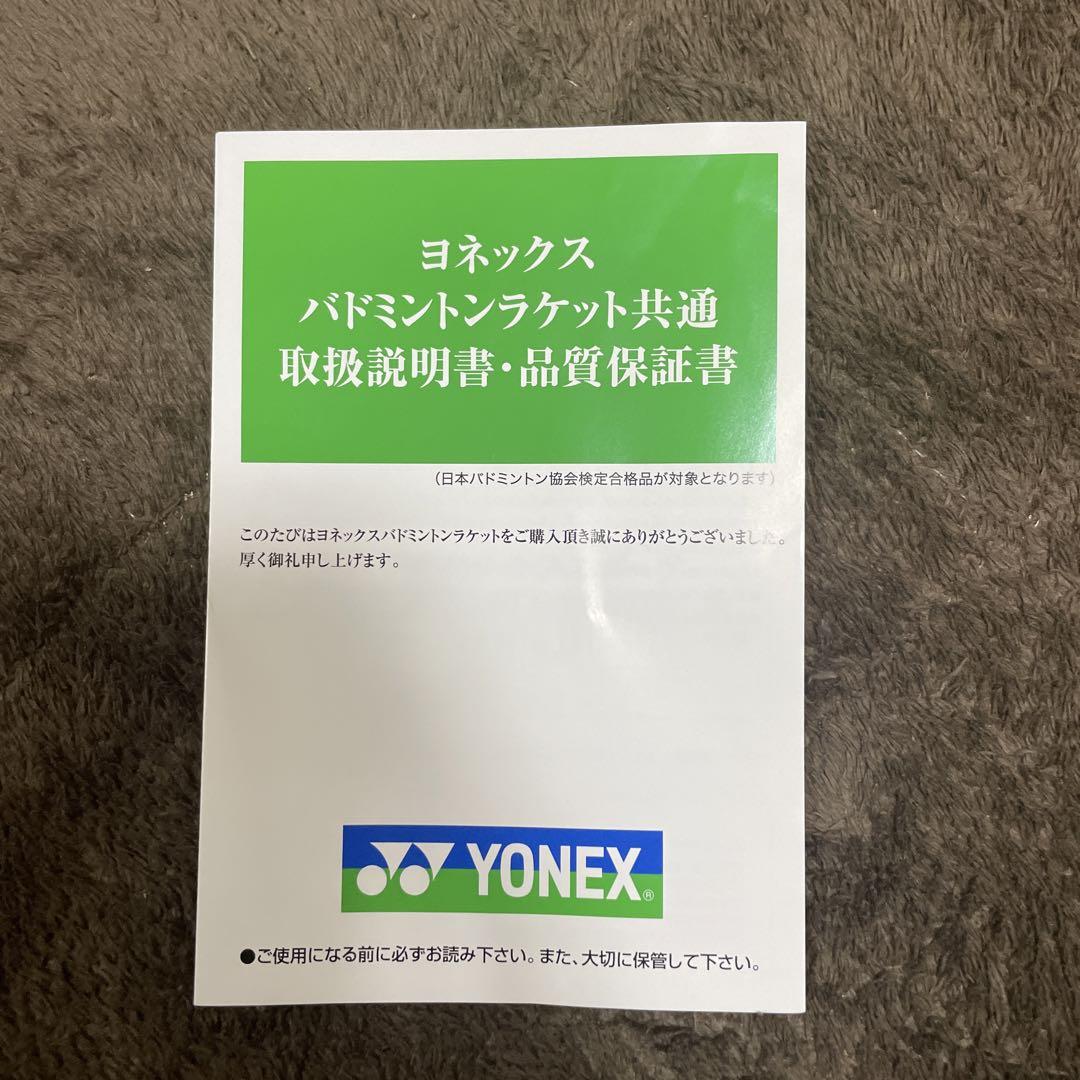 ヨネックス
バドミントンラケット共通
取扱説明書・品質保証書
（日本バドミントン協会検定合格品が対象となります）
このたびはヨネックスバドミントンラケットをご購入頂き誠にありがとうございました。
厚く御礼申し上げます。
YONEX®
●ご使用になる前に必ずお読み下さい。また、大切に保管して下さい。